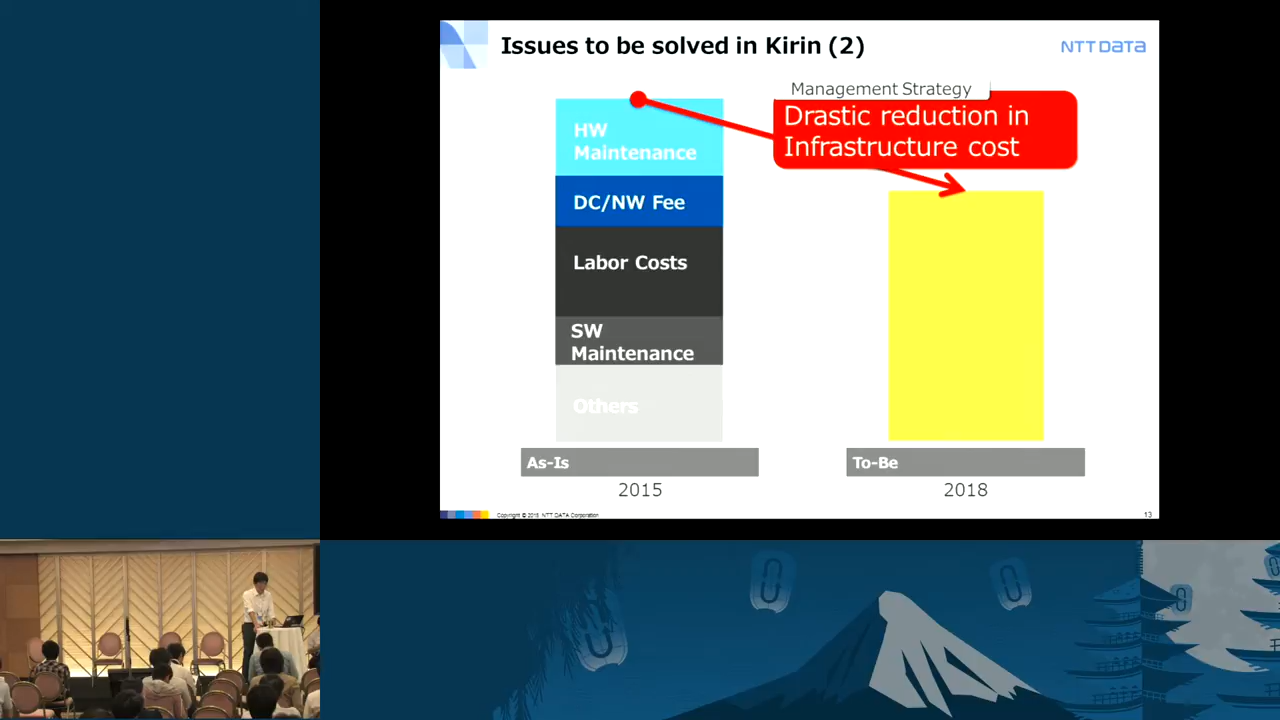 Issues to be solved in Kirin (2)
NTT DATA
Management Strategy
Drastic reduction in
Infrastructure cost
HW
Maintenance
DC/NW Fee
Labor Costs
SW
Maintenance
Others
As-Is
To-Be
2015
2018
Copyright © 2015 NTT DATA Corporation
13